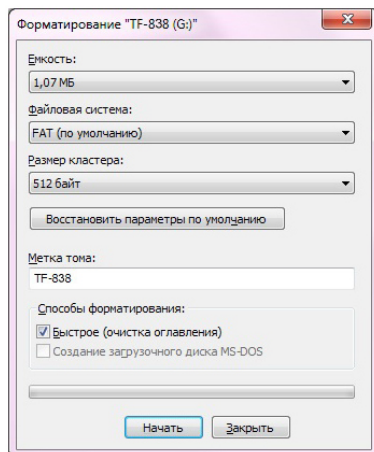 Форматирование "TF-838 (G:)"
Емкость:
1,07 МБ
Файловая система:
FAT (по умолчанию)
Размер кластера:
512 байт
Восстановить параметры по умолчанию
Метка тома:
TF-838
Способы форматирования:
Быстрое (очистка оглавления)
Создание загрузочного диска MS-DOS
Начать Закрыть